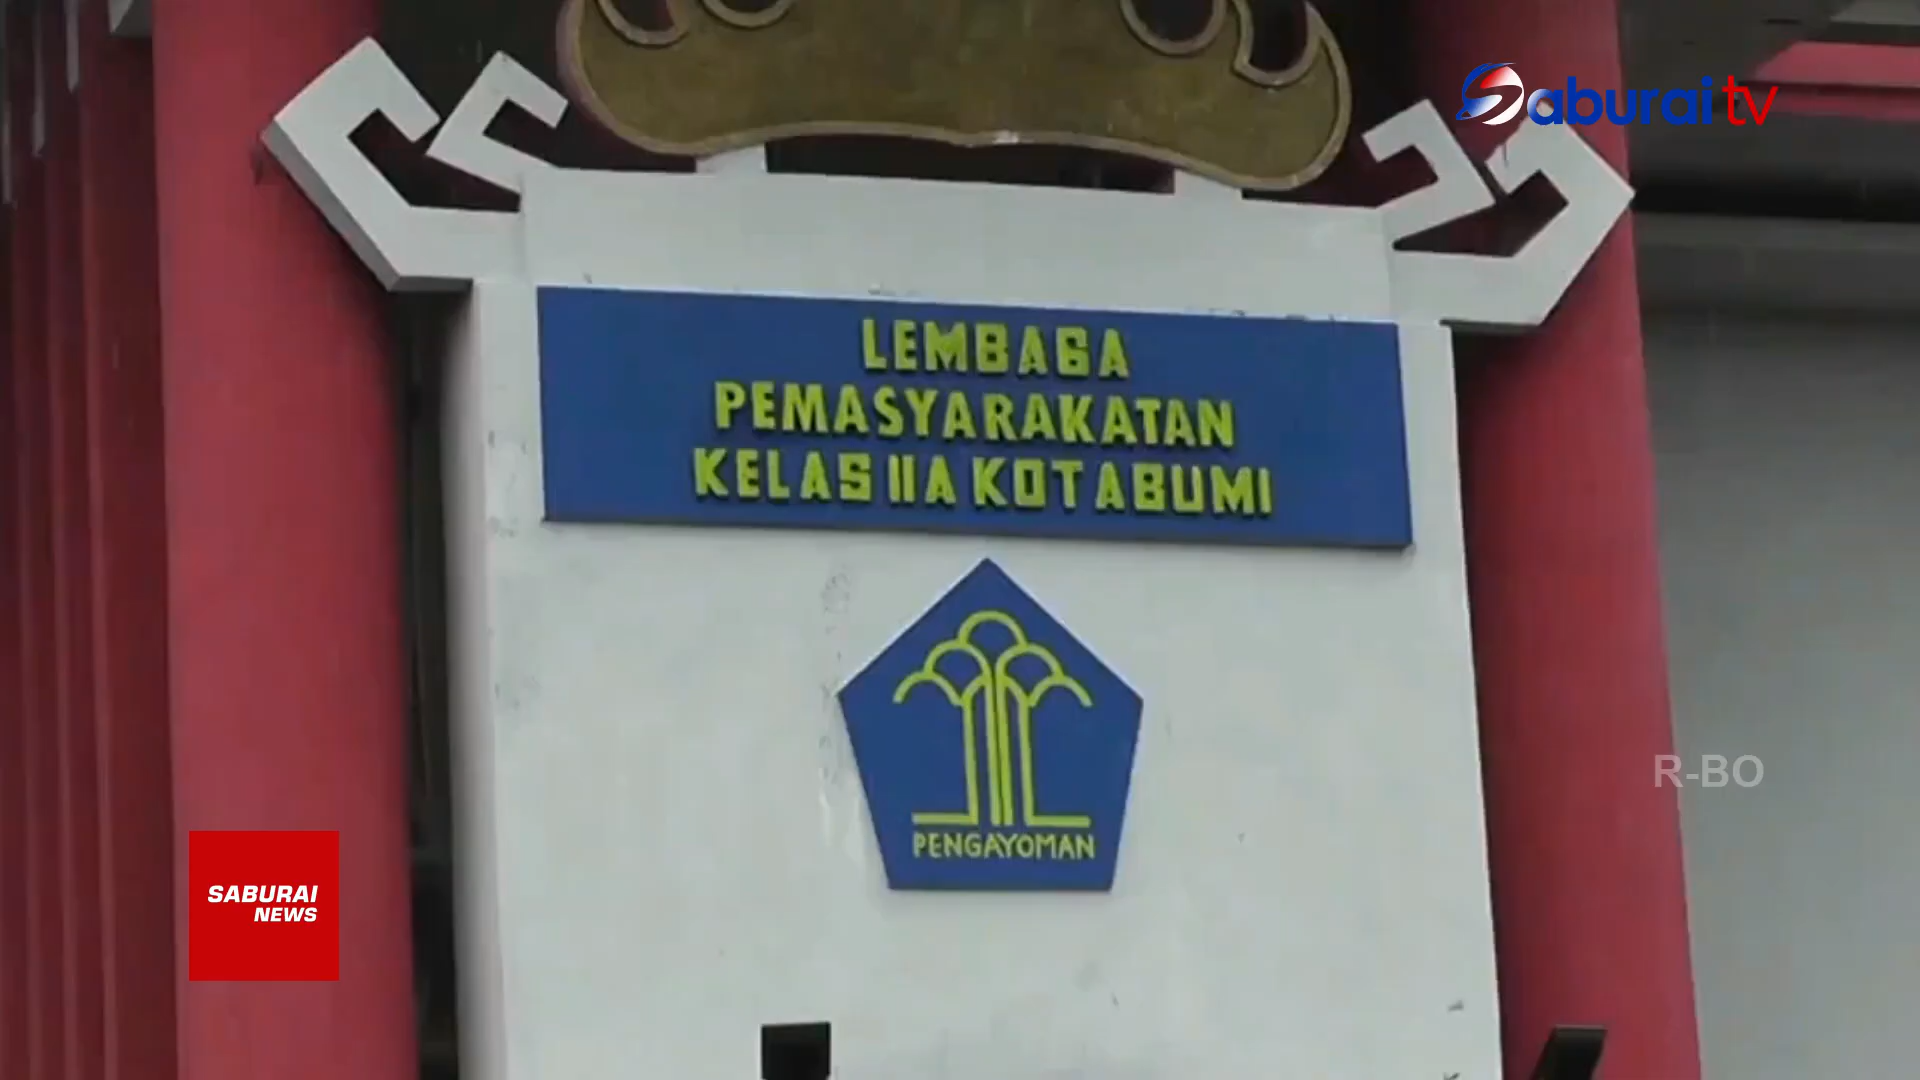 Saburai tv
LEMBAGA
PEMASYARAKATAN
KELAS IIA KOTABUMI
PENGAYOMAN
R-BO
SABURAI
NEWS